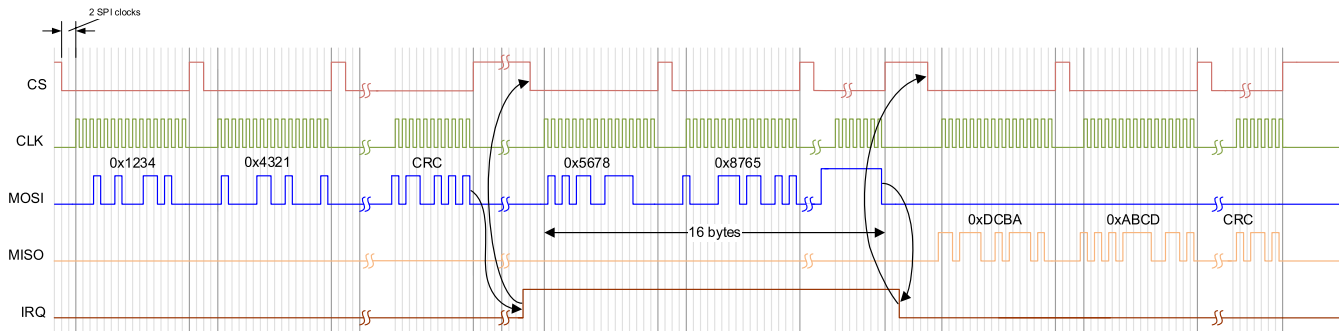 2 SPI clocks
CS
CLK
0x1234 0x4321 CRC 0x5678 0x8765
MOSI
0xDCBA 0xABCD CRC
16 bytes
MISO
IRQ